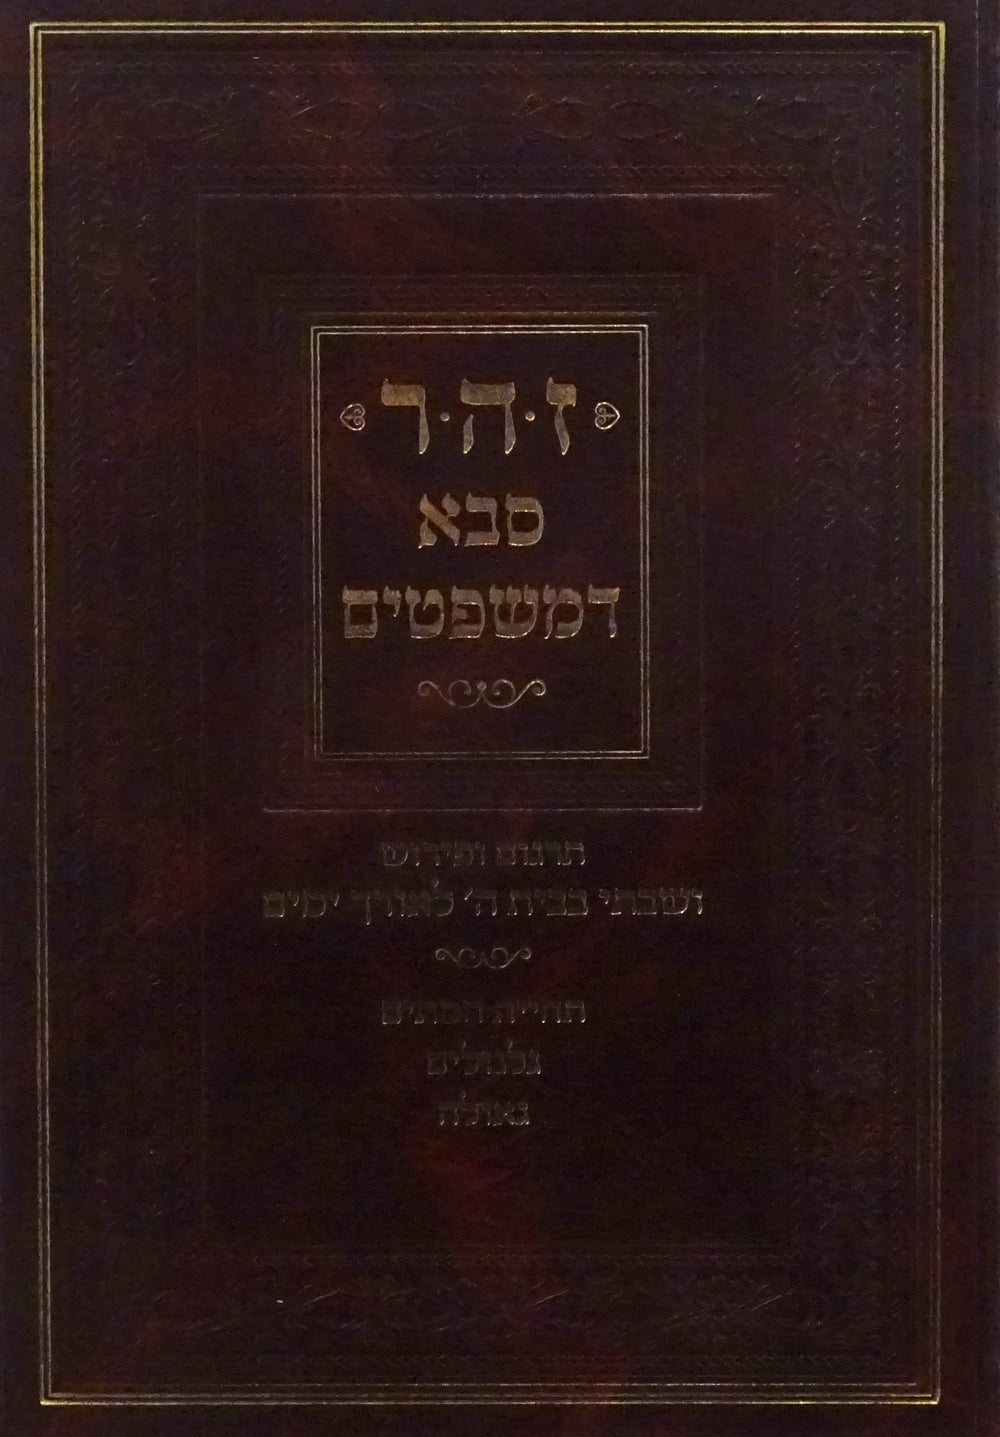 ז·ה·ר
סבא
דמשפטים
תרגום ופירוש
ושבתי בבית ה' לאורך ימים
תחיית המתים
גלגולים
גאולה